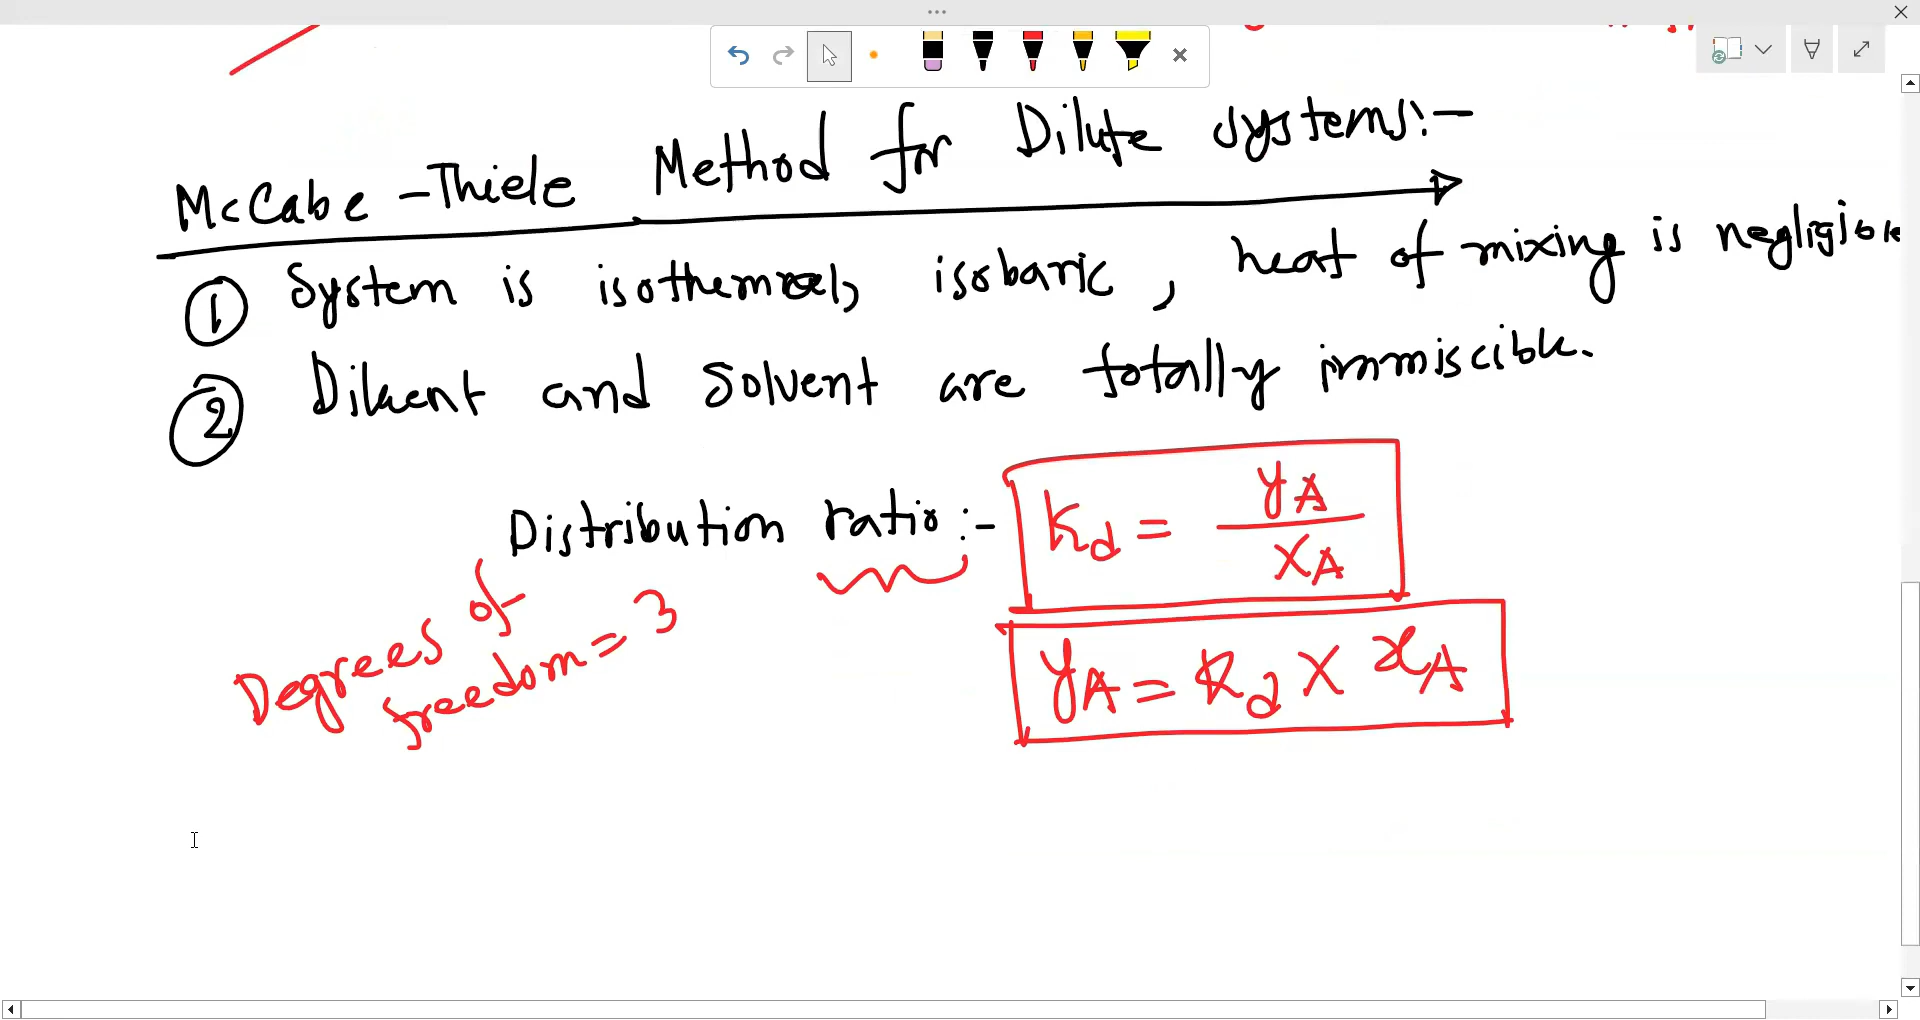 McCabe-Thiele Method for Dilute systems:-
① System is isothermal, isobaric, heat of mixing is negligible
② Diluent and Solvent are totally immiscible.
Distribution ratio:- Kd = yA / xA
Degrees of
freedom = 3
yA = Kd × xA